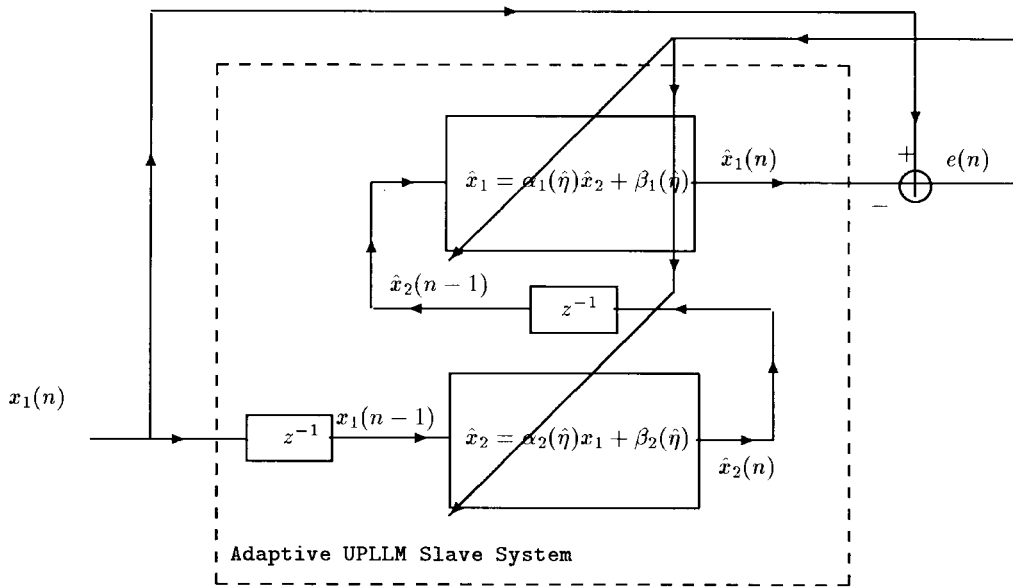 +
e(n)
x̂₁(n)
x̂₁ = α₁(η̂)x̂₂ + β₁(η̂)
−
x̂₂(n − 1)
z⁻¹
x₁(n)
x₁(n − 1)
z⁻¹
x̂₂ = α₂(η̂)x₁ + β₂(η̂)
x̂₂(n)
Adaptive UPLLM Slave System